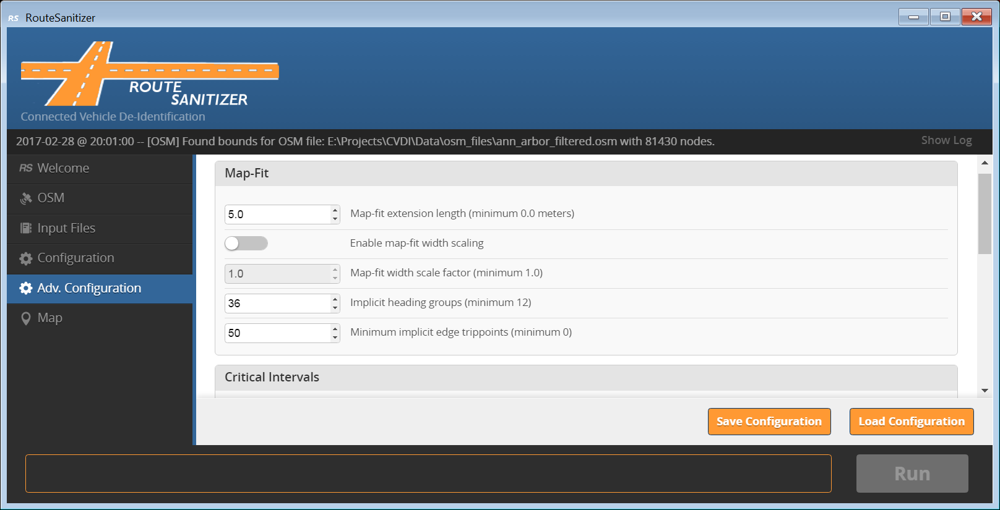 RS RouteSanitizer
ROUTE
SANITIZER
Connected Vehicle De-Identification
2017-02-28 @ 20:01:00 -- [OSM] Found bounds for OSM file: E:\Projects\CVDI\Data\osm_files\ann_arbor_filtered.osm with 81430 nodes.
Show Log
RS Welcome
OSM
Input Files
Configuration
Adv. Configuration
Map
Map-Fit
5.0 Map-fit extension length (minimum 0.0 meters)
Enable map-fit width scaling
1.0 Map-fit width scale factor (minimum 1.0)
36 Implicit heading groups (minimum 12)
50 Minimum implicit edge trippoints (minimum 0)
Critical Intervals
Save Configuration
Load Configuration
Run